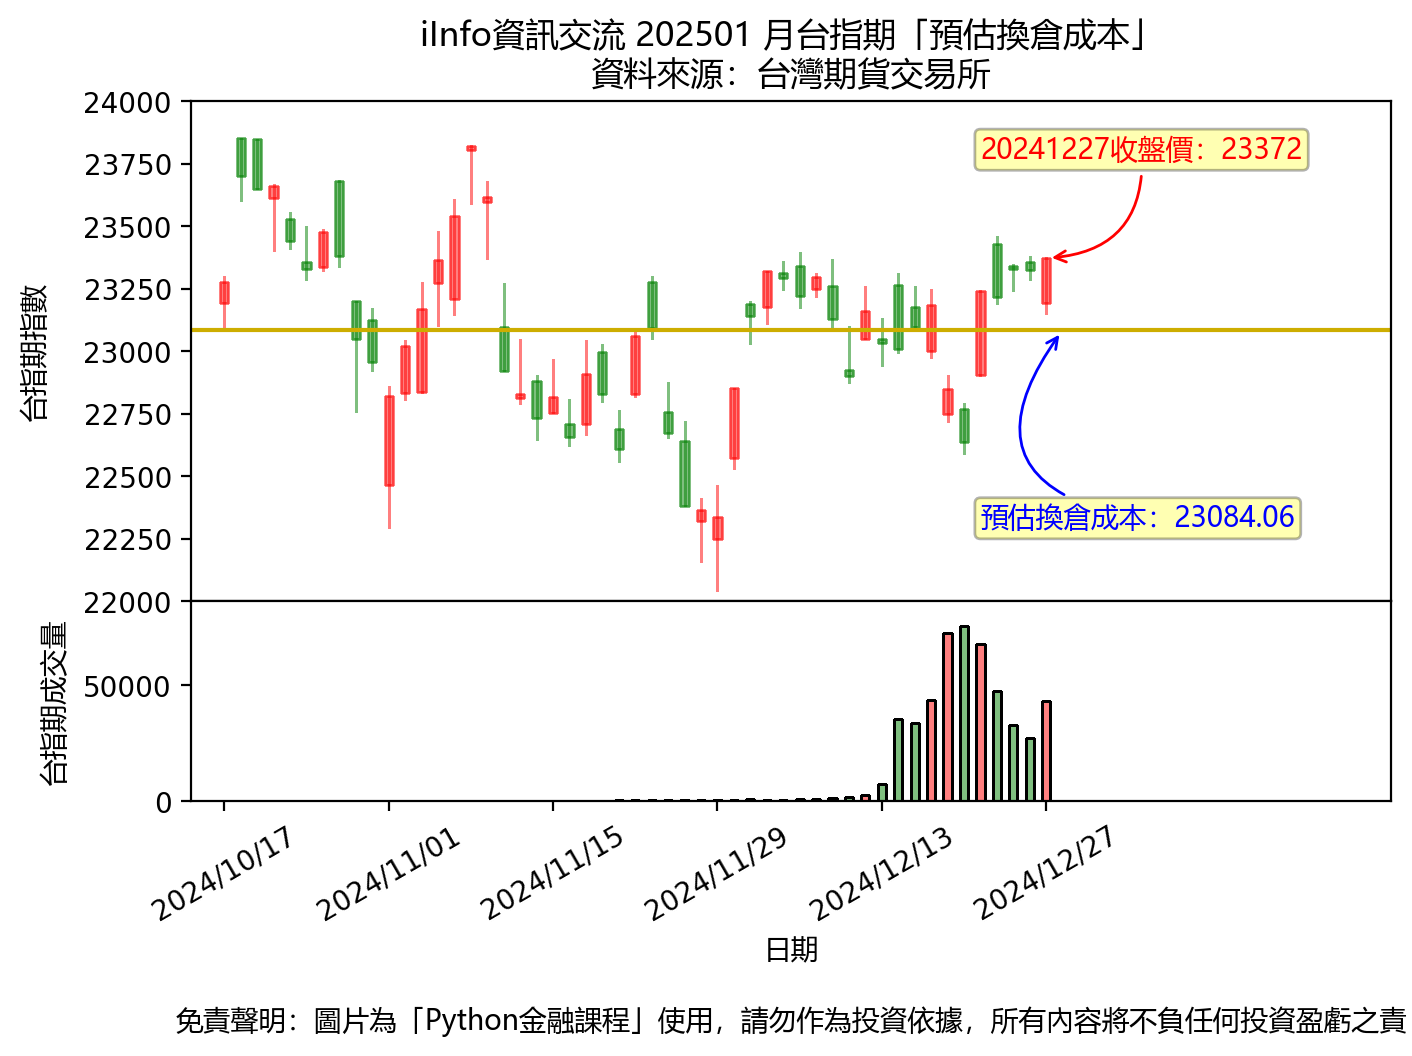 iInfo資訊交流 202501 月台指期「預估換倉成本」
資料來源：台灣期貨交易所
台指期指數
24000
23750
23500
23250
23000
22750
22500
22250
22000
20241227收盤價：23372
預估換倉成本：23084.06
台指期成交量
50000
0
2024/10/17
2024/11/01
2024/11/15
2024/11/29
2024/12/13
2024/12/27
日期
免責聲明：圖片為「Python金融課程」使用，請勿作為投資依據，所有內容將不負任何投資盈虧之責